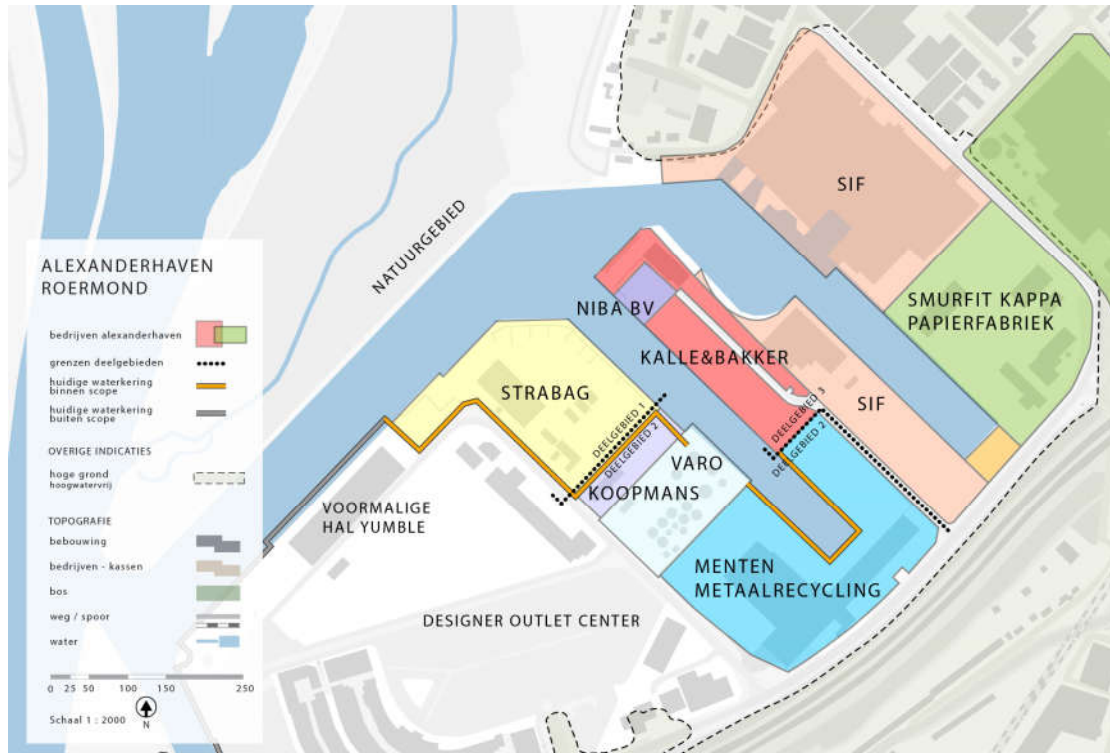 ALEXANDERHAVEN
ROERMOND
bedrijven alexanderhaven
grenzen deelgebieden
huidige waterkering
binnen scope
huidige waterkering
buiten scope
OVERIGE INDICATIES
hoge grond
hoogwatervrij
TOPOGRAFIE
bebouwing
bedrijven - kassen
bos
weg / spoor
water
0 25 50 100 150 250
Schaal 1 : 2000
N
NATUURGEBIED
SIF
SMURFIT KAPPA
PAPIERFABRIEK
NIBA BV
KALLE&BAKKER
SIF
STRABAG
DEELGEBIED 1
DEELGEBIED 2
DEELGEBIED 3
DEELGEBIED 2
VARO
KOOPMANS
VOORMALIGE
HAL YUMBLE
MENTEN
METAALRECYCLING
DESIGNER OUTLET CENTER